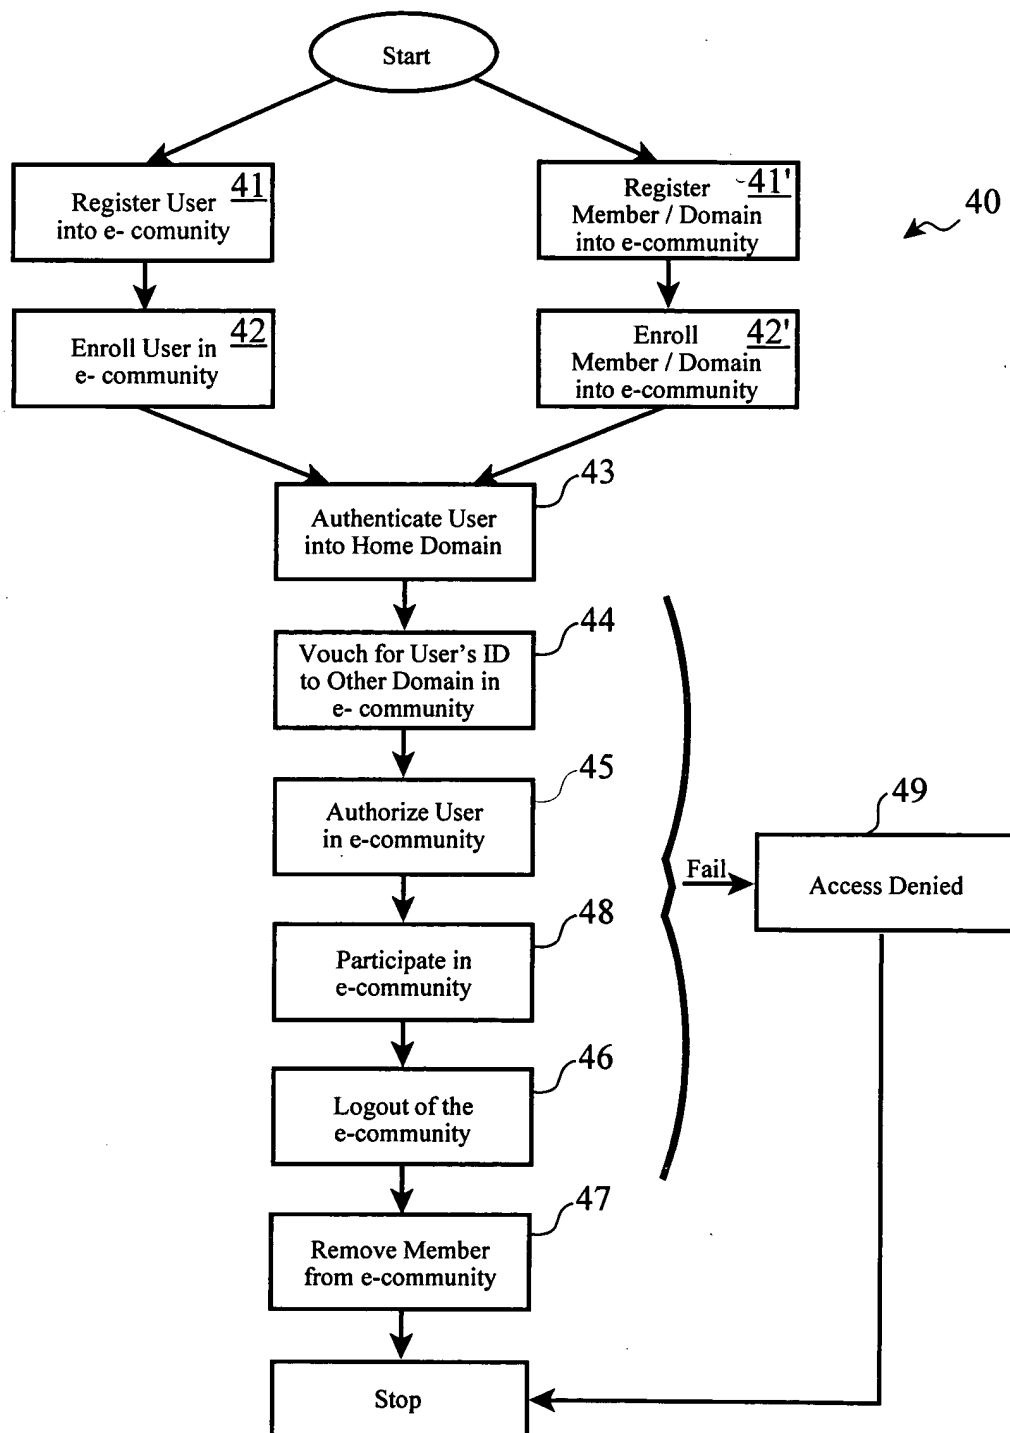 Start
41
Register User
into e- comunity
41'
Register
Member / Domain
into e-community
40
42
Enroll User in
e- community
42'
Enroll
Member / Domain
into e-community
43
Authenticate User
into Home Domain
44
Vouch for User's ID
to Other Domain in
e- community
45
Authorize User
in e-community
49
Fail
Access Denied
48
Participate in
e-community
46
Logout of the
e-community
47
Remove Member
from e-community
Stop